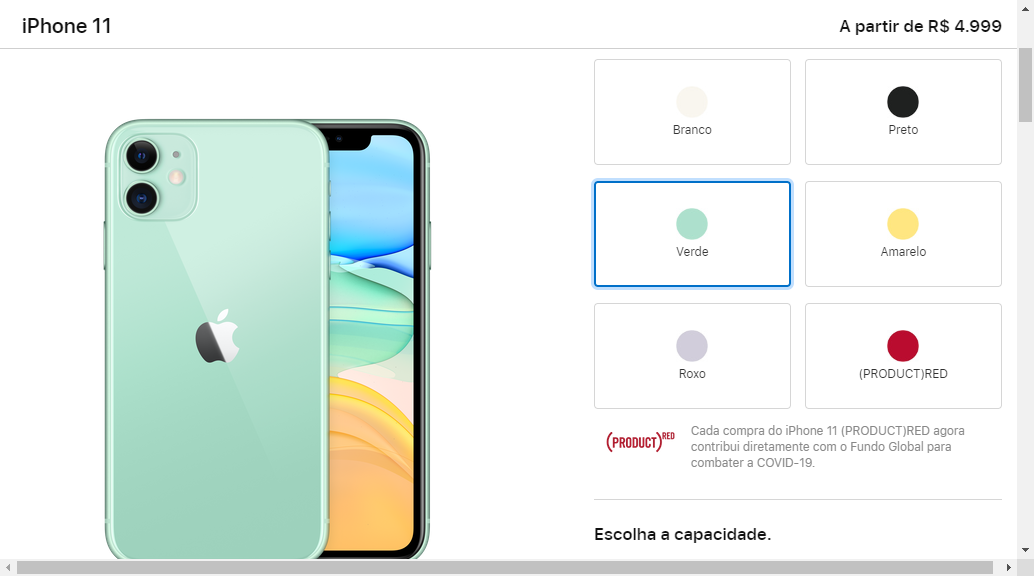 iPhone 11
A partir de R$ 4.999
Branco
Preto
Verde
Amarelo
Roxo
(PRODUCT)RED
(PRODUCT)RED
Cada compra do iPhone 11 (PRODUCT)RED agora
contribui diretamente com o Fundo Global para
combater a COVID-19.
Escolha a capacidade.